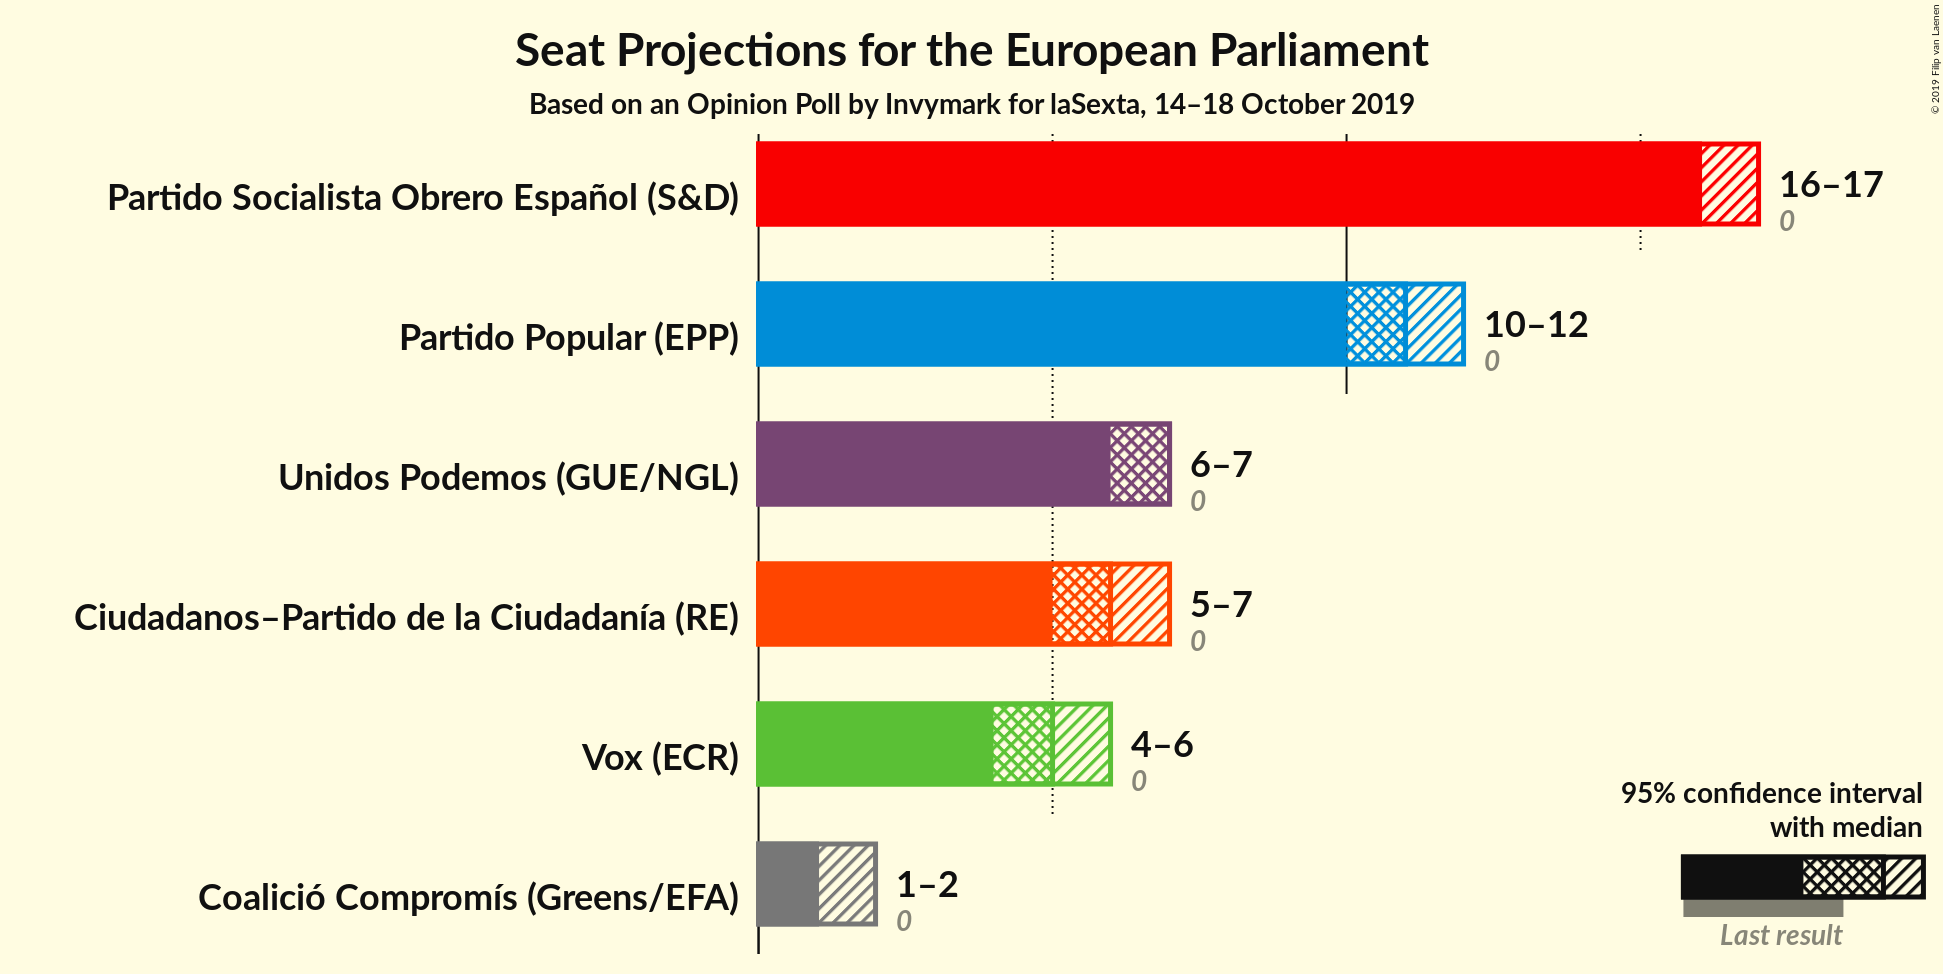 Seat Projections for the European Parliament
Based on an Opinion Poll by Invymark for laSexta, 14–18 October 2019
© 2019 Filip van Laenen
Partido Socialista Obrero Español (S&D)
16–17
0
Partido Popular (EPP)
10–12
0
Unidos Podemos (GUE/NGL)
6–7
0
Ciudadanos–Partido de la Ciudadanía (RE)
5–7
0
Vox (ECR)
4–6
0
Coalició Compromís (Greens/EFA)
1–2
0
95% confidence interval
with median
Last result